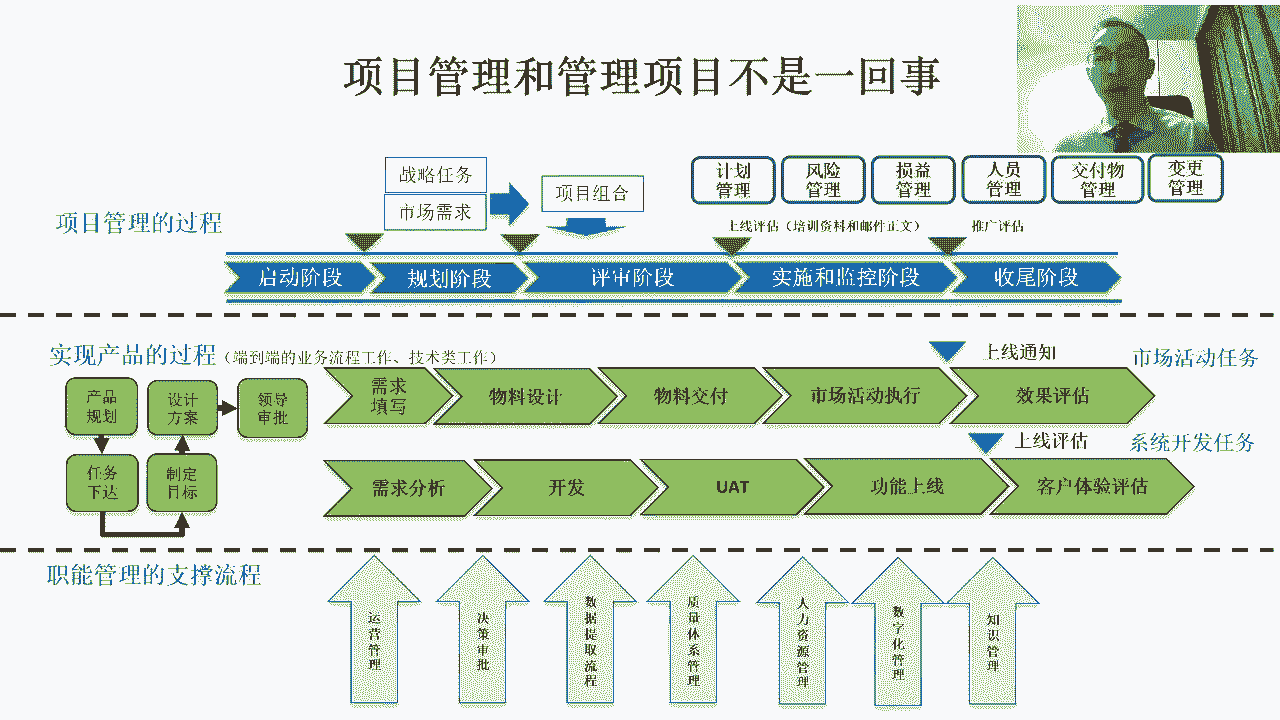 项目管理和管理项目不是一回事
战略任务
市场需求
项目组合
计划
管理
风险
管理
损益
管理
人员
管理
交付物
管理
变更
管理
项目管理的过程
上线评估（培训资料和邮件正文）
推广评估
启动阶段
规划阶段
评审阶段
实施和监控阶段
收尾阶段
实现产品的过程（端到端的业务流程工作、技术类工作）
上线通知
市场活动任务
产品
规划
设计
方案
领导
审批
任务
下达
制定
目标
需求
填写
物料设计
物料交付
市场活动执行
效果评估
上线评估
系统开发任务
需求分析
开发
UAT
功能上线
客户体验评估
职能管理的支撑流程
运营管理
决策审批
数据提取流程
质量体系管理
人力资源管理
数字化管理
知识管理